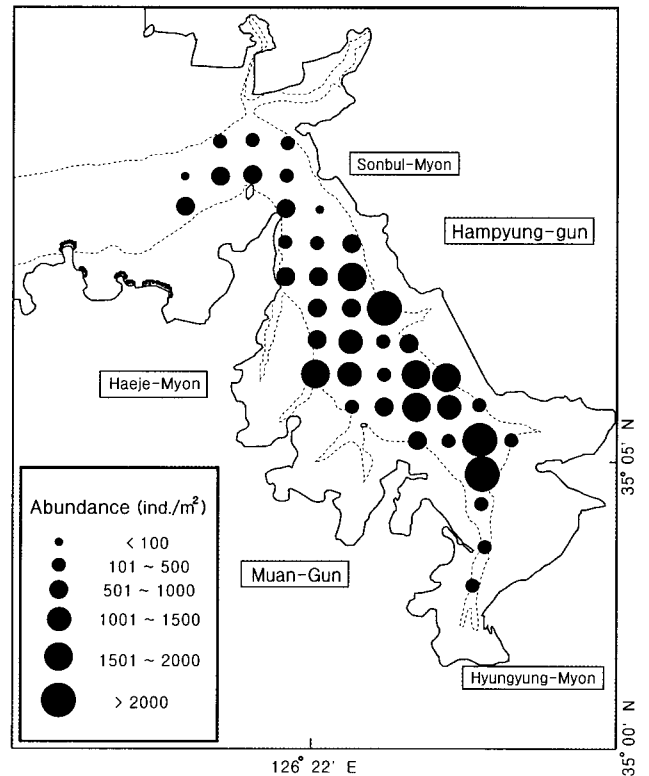 Sonbul-Myon
Hampyung-gun
Haeje-Myon
35° 05′ N
Abundance (ind./m²)
< 100
101 ~ 500
501 ~ 1000
1001 ~ 1500
1501 ~ 2000
> 2000
Muan-Gun
Hyungyung-Myon
35° 00′ N
126° 22′ E